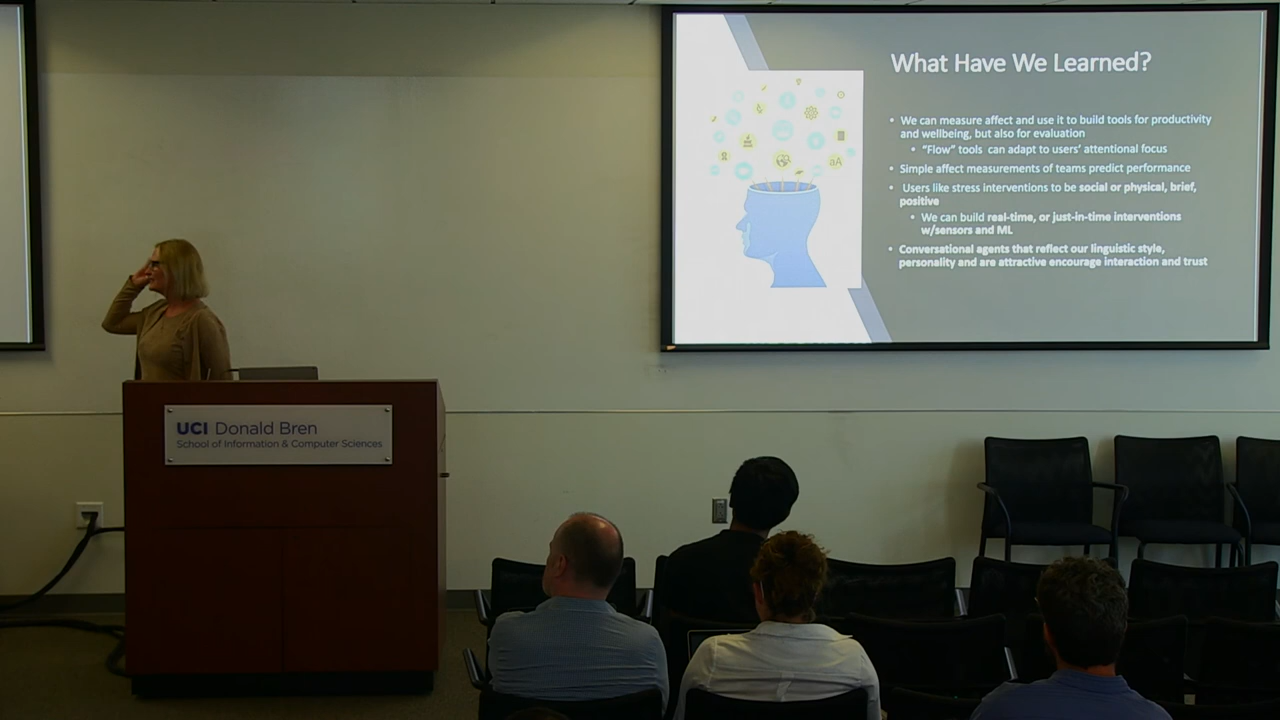 What Have We Learned?
• We can measure affect and use it to build tools for productivity
and wellbeing, but also for evaluation
• "Flow" tools can adapt to users' attentional focus
• Simple affect measurements of teams predict performance
• Users like stress interventions to be social or physical, brief,
positive
• We can build real-time, or just-in-time interventions
w/sensors and ML
• Conversational agents that reflect our linguistic style,
personality and are attractive encourage interaction and trust
UCI Donald Bren
School of Information & Computer Sciences